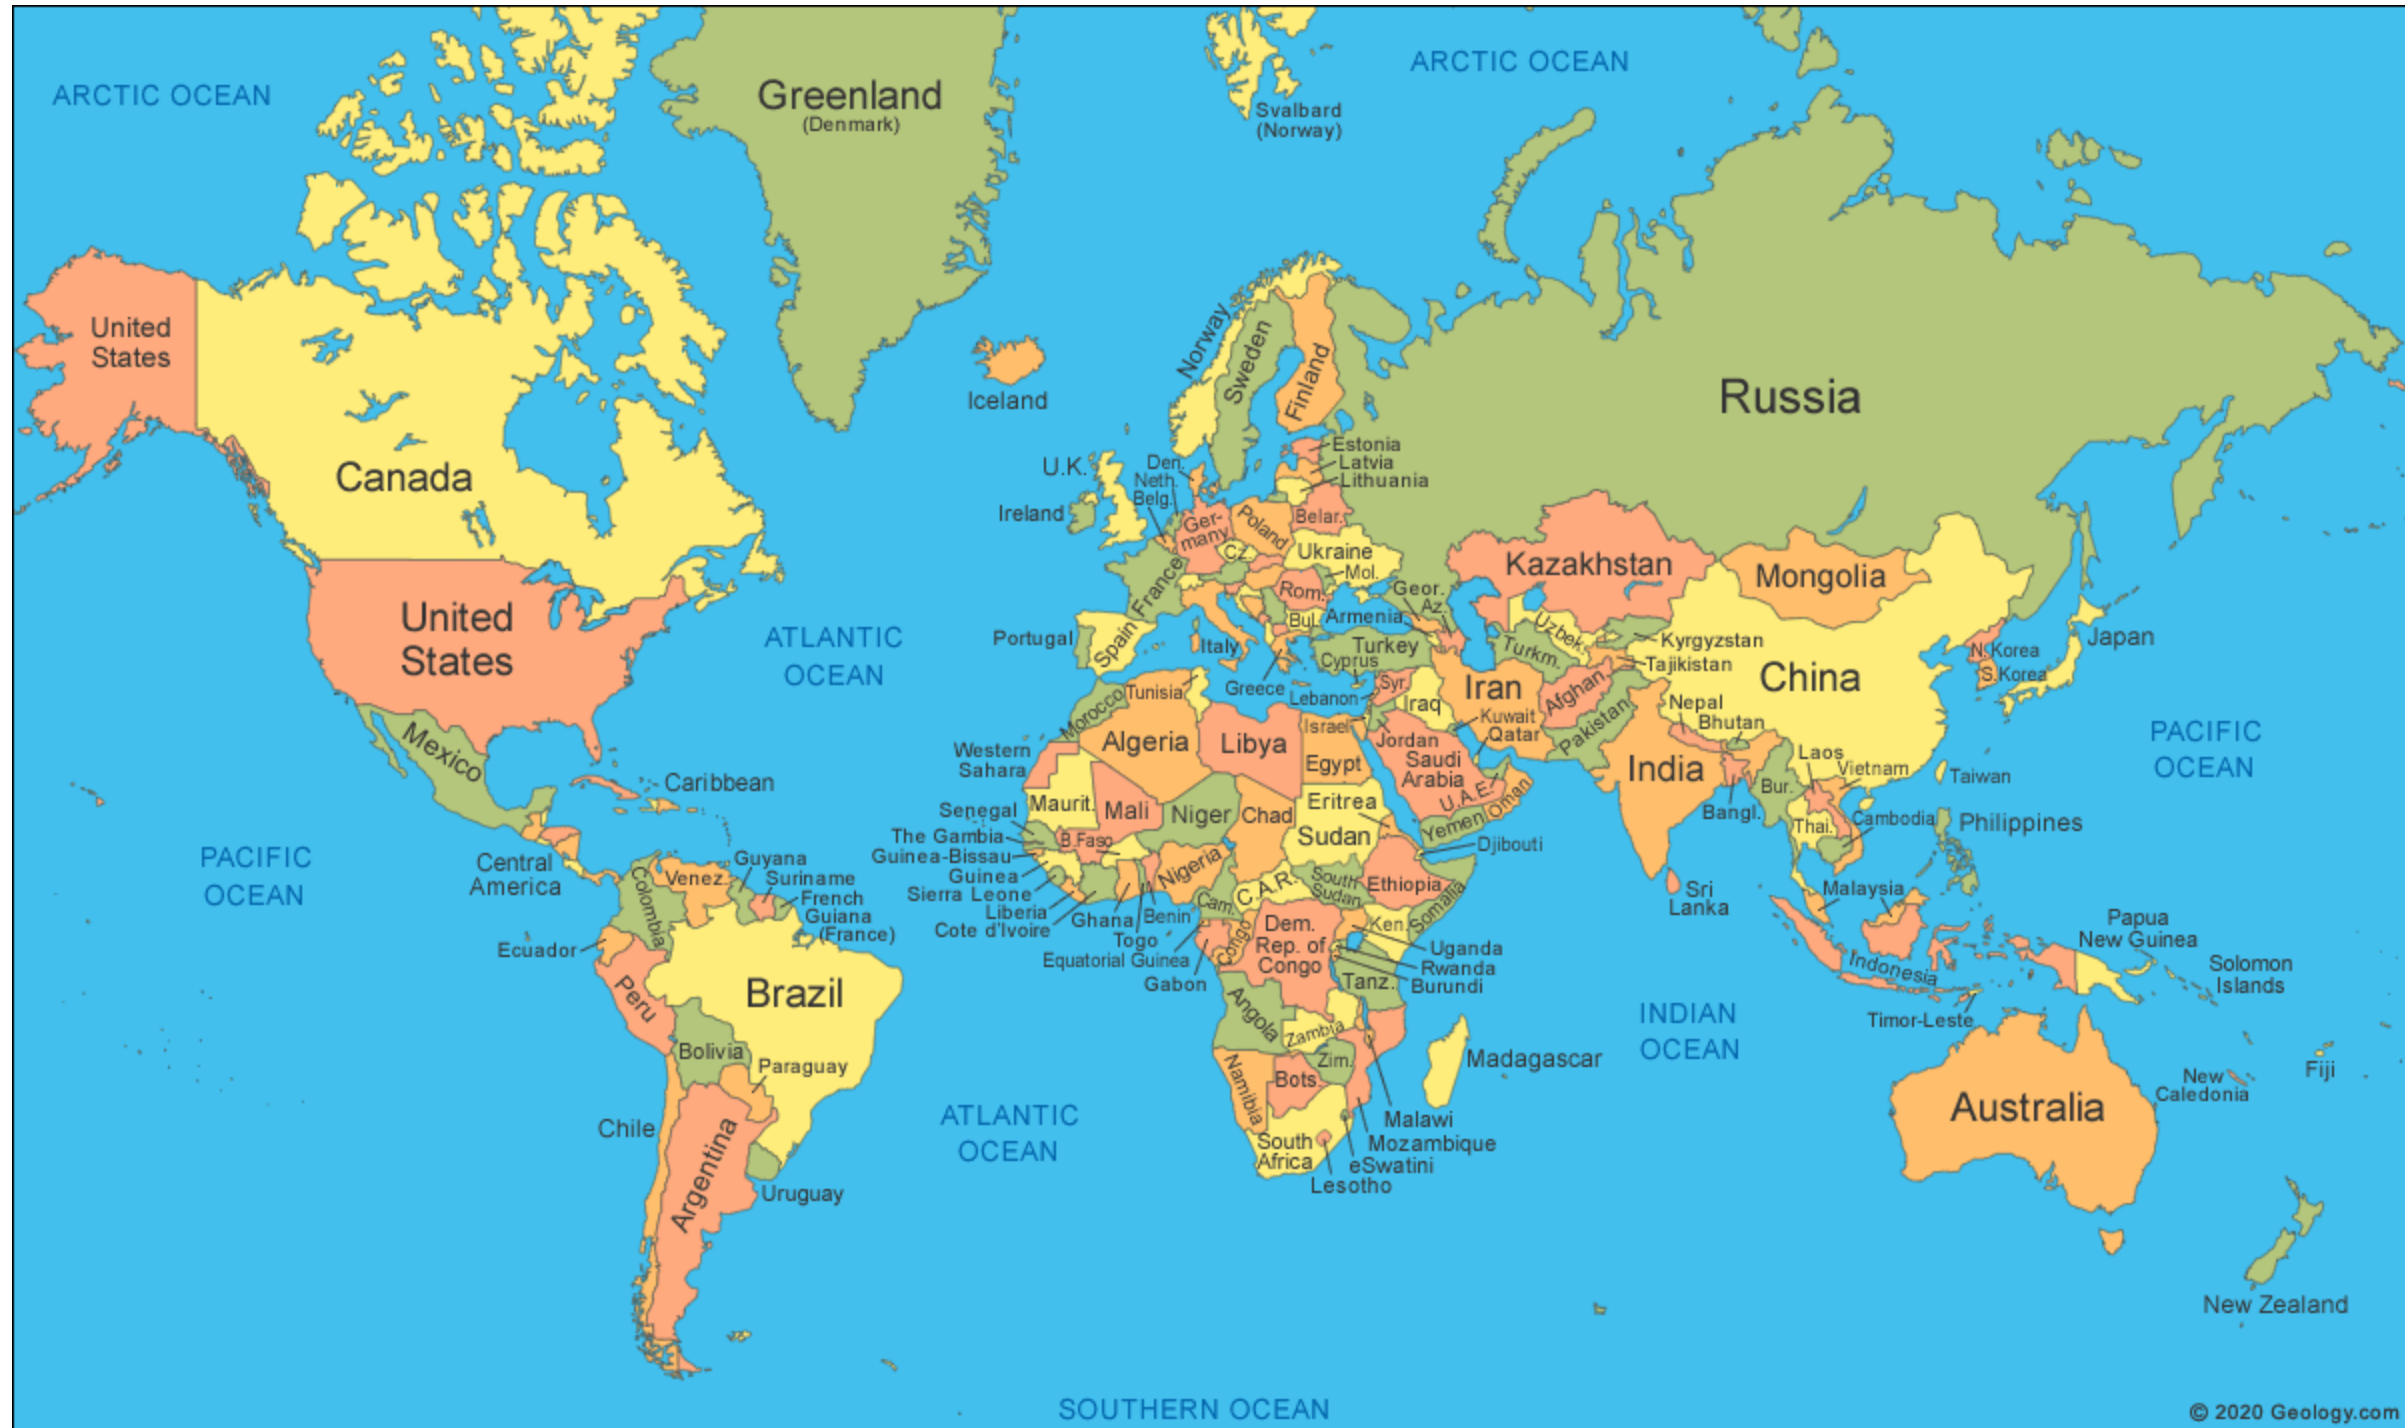 ARCTIC OCEAN
ARCTIC OCEAN
Greenland
(Denmark)
Svalbard
(Norway)
United
States
Canada
Iceland
Norway
Sweden
Finland
Russia
Estonia
Latvia
Lithuania
U.K.
Ireland
Den.
Neth.
Belg.
Ger-
many
Poland
Belar.
Cz.
Ukraine
Mol.
France
Rom.
Bul.
Geor.
Az.
Armenia
Portugal
Spain
Italy
Greece
Turkey
Cyprus
Lebanon
Syr.
Israel
Iraq
Iran
Jordan
Kuwait
Qatar
Saudi
Arabia
U.A.E.
Oman
Yemen
Kazakhstan
Uzbek.
Turkm.
Kyrgyzstan
Tajikistan
Afghan.
Pakistan
Mongolia
China
N. Korea
S. Korea
Japan
Nepal
Bhutan
India
Bangl.
Bur.
Laos
Vietnam
Thai.
Cambodia
Taiwan
Philippines
Sri
Lanka
Malaysia
Indonesia
Timor-Leste
Papua
New Guinea
Solomon
Islands
PACIFIC
OCEAN
United
States
ATLANTIC
OCEAN
Mexico
Caribbean
Central
America
PACIFIC
OCEAN
Venez.
Guyana
Suriname
French
Guiana
(France)
Colombia
Ecuador
Peru
Brazil
Bolivia
Paraguay
Chile
Argentina
Uruguay
Morocco
Tunisia
Algeria
Libya
Egypt
Western
Sahara
Maurit.
Mali
Niger
Chad
Eritrea
Sudan
Djibouti
Senegal
The Gambia
Guinea-Bissau
Guinea
Sierra Leone
Liberia
Cote d'Ivoire
B.Faso
Ghana
Togo
Benin
Nigeria
Cam.
C.A.R.
South
Sudan
Ethiopia
Somalia
Equatorial Guinea
Gabon
Congo
Dem.
Rep. of
Congo
Ken.
Uganda
Rwanda
Burundi
Tanz.
Angola
Zambia
Zim.
Namibia
Bots.
Malawi
Mozambique
eSwatini
Lesotho
South
Africa
Madagascar
ATLANTIC
OCEAN
INDIAN
OCEAN
Australia
New
Caledonia
Fiji
New Zealand
SOUTHERN OCEAN
© 2020 Geology.com